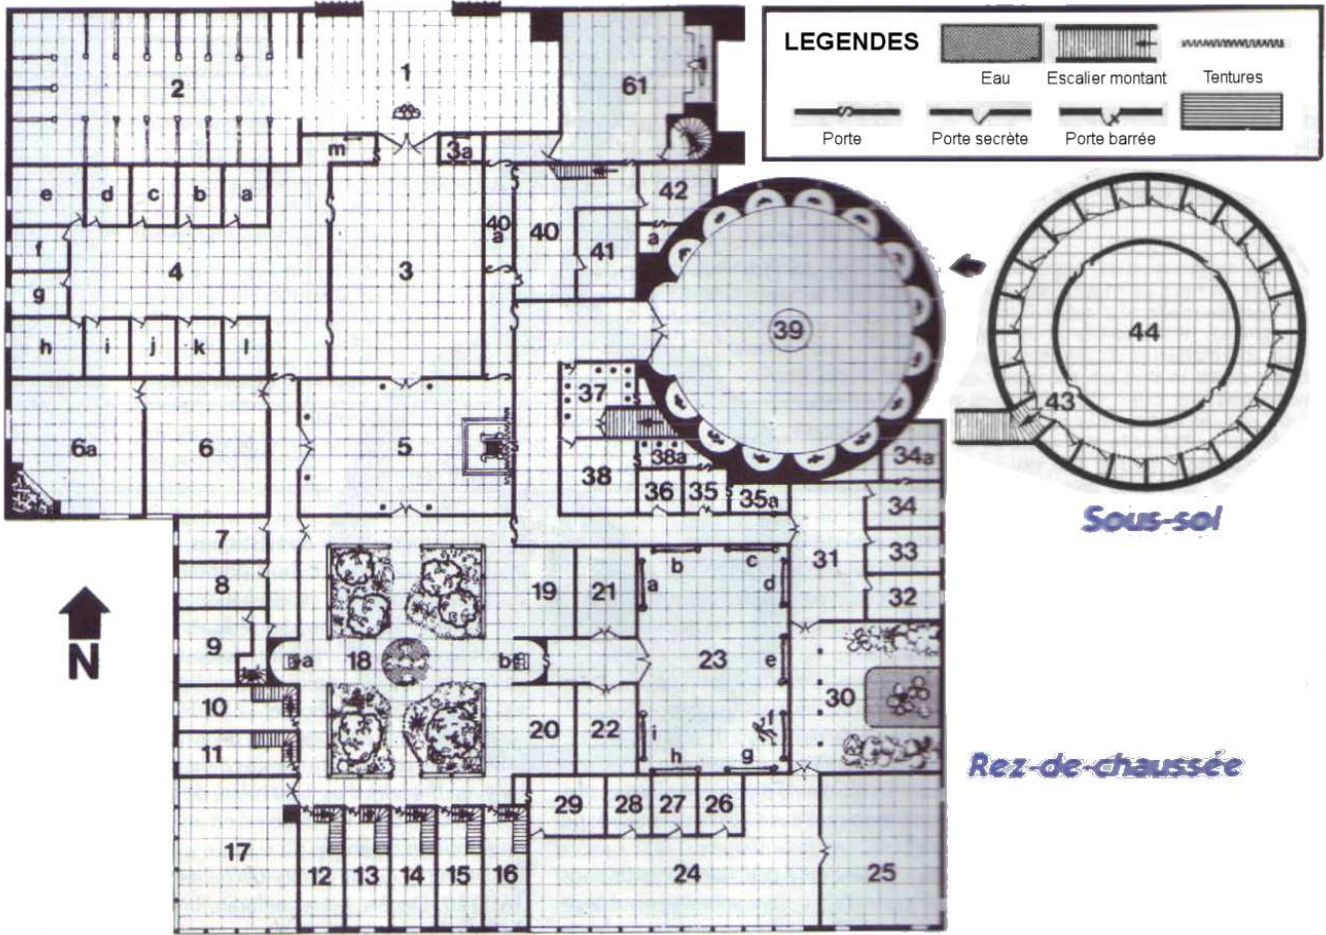 LEGENDES
Eau
Escalier montant
Tentures
Porte
Porte secrète
Porte barrée
1
61
2
m
3a
e
d
c
b
a
42
40
a
40
a
f
41
4
3
g
39
44
h
i
j
k
l
37
43
6a
6
5
38a
34a
38
36
35
35a
34
Sous-sol
7
b
c
31
33
8
a
d
19
21
32
9
N
a
18
b
23
e
30
10
f
20
22
i
11
h
g
Rez-de-chaussée
29
28
27
26
17
12
13
14
15
16
24
25